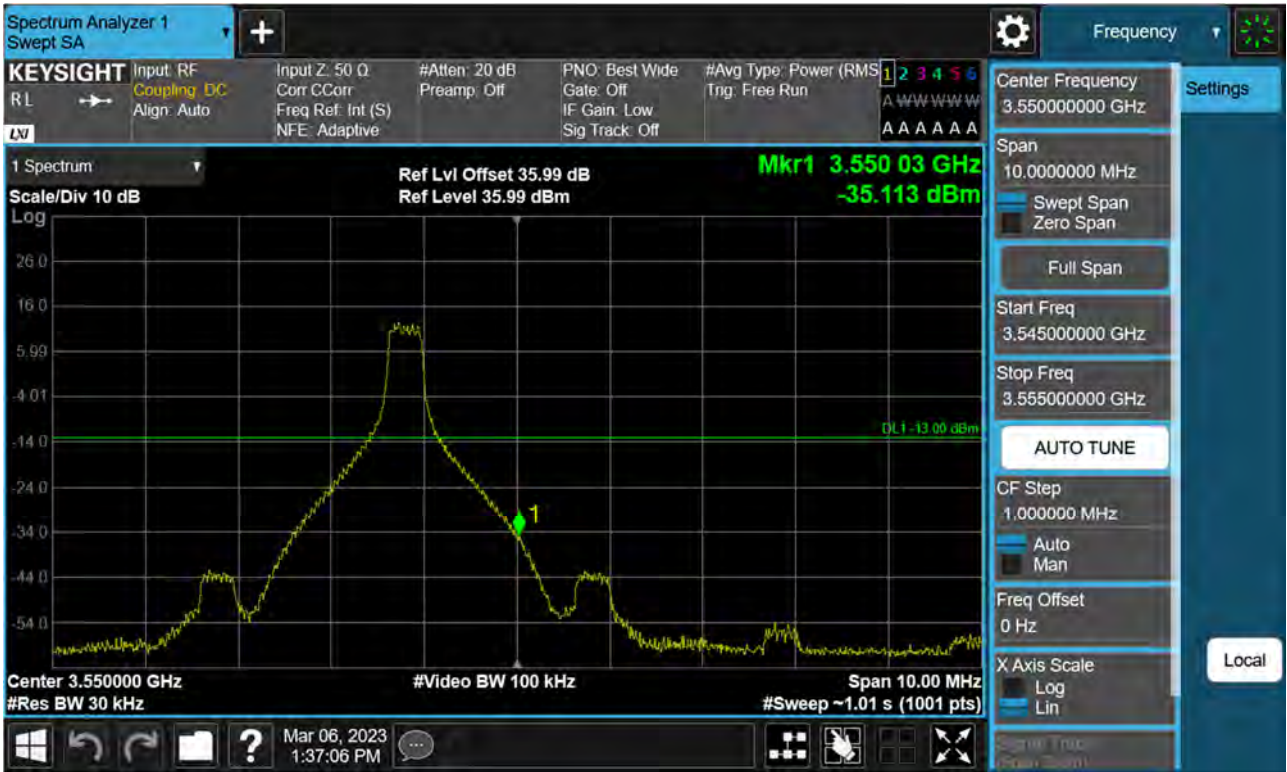 Spectrum Analyzer 1
Swept SA
+
Frequency
KEYSIGHT
RL
LXI
Input: RF
Coupling: DC
Align: Auto
Input Z: 50 Ω
Corr CCorr
Freq Ref: Int (S)
NFE: Adaptive
#Atten: 20 dB
Preamp: Off
PNO: Best Wide
Gate: Off
IF Gain: Low
Sig Track: Off
#Avg Type: Power (RMS
Trig: Free Run
1 2 3 4 5 6
A W W W W W
A A A A A A
1 Spectrum
Scale/Div 10 dB
Log
Ref Lvl Offset 35.99 dB
Ref Level 35.99 dBm
Mkr1 3.550 03 GHz
-35.113 dBm
26.0
16.0
5.99
-4.01
-14.0
-24.0
-34.0
-44.0
-54.0
DL1 -13.00 dBm
1
Center 3.550000 GHz
#Res BW 30 kHz
#Video BW 100 kHz
Span 10.00 MHz
#Sweep ~1.01 s (1001 pts)
Center Frequency
3.550000000 GHz
Span
10.0000000 MHz
Swept Span
Zero Span
Full Span
Start Freq
3.545000000 GHz
Stop Freq
3.555000000 GHz
AUTO TUNE
CF Step
1.000000 MHz
Auto
Man
Freq Offset
0 Hz
X Axis Scale
Log
Lin
Settings
Local
?
Mar 06, 2023
1:37:06 PM